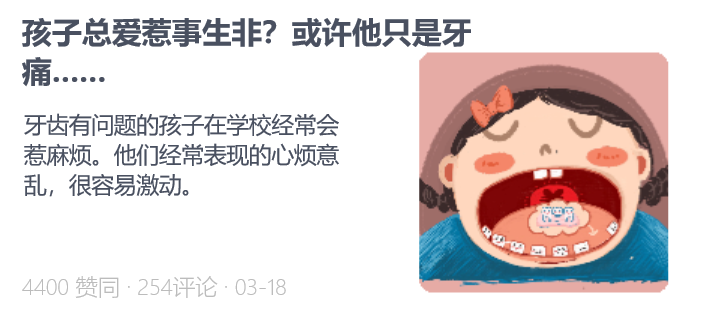 孩子总爱惹事生非？或许他只是牙
痛……
牙齿有问题的孩子在学校经常会
惹麻烦。他们经常表现的心烦意
乱，很容易激动。
4400 赞同 · 254评论 · 03-18